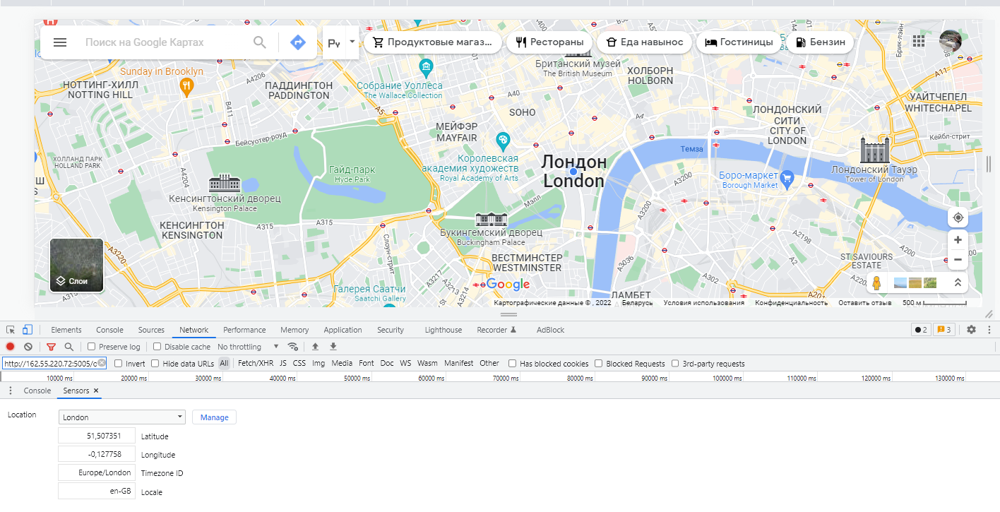 Поиск на Google Картах
Ру
Продуктовые магаз...
Рестораны
Еда навынос
Гостиницы
Бензин
Sunday in Brooklyn
НОТТИНГ-ХИЛЛ
NOTTING HILL
A4206
B411
ПАДДИНГТОН
PADDINGTON
Собрание Уоллеса
The Wallace Collection
A5
A40
Британский музей
The British Museum
ХОЛБОРН
HOLBORN
Брик-лэйн
A11
УАЙТЧЕПЕЛ
WHITECHAPEL
SOHO
A4
ЛОНДОНСКИЙ
СИТИ
CITY OF
LONDON
МЕЙФЭР
MAYFAIR
Бейсуотер-роуд
Кейбл-стрит
ХОЛЛАНД ПАРК
HOLLAND PARK
A4204
Гайд-парк
Hyde Park
Королевская
академия художеств
Royal Academy of Arts
Лондон
London
Темза
Боро-маркет
Borough Market
A3200
Лондонский Тауэр
Tower of London
Кенсингтонский дворец
Kensington Palace
Мэлл
A3200
КЕНСИНГТОН
KENSINGTON
A315
A315
Букингемский дворец
Buckingham Palace
A2198
A3220
Слоун-стрит
ВЕСТМИНСТЕР
WESTMINSTER
A3036
A2
ST SAVIOURS
ESTATE
A200
Слои
A3217
A3214
A302
A2206
Галерея Саатчи
Saatchi Gallery
Google
ЛАМБЕТ
Картографические данные © , 2022
Беларусь
Условия использования
Конфиденциальность
Оставить отзыв
500 м
Elements Console Sources Network Performance Memory Application Security Lighthouse Recorder AdBlock 2 3
Preserve log Disable cache No throttling
http://162.55.220.72:5005/o Invert Hide data URLs All Fetch/XHR JS CSS Img Media Font Doc WS Wasm Manifest Other Has blocked cookies Blocked Requests 3rd-party requests
10000 ms 20000 ms 30000 ms 40000 ms 50000 ms 60000 ms 70000 ms 80000 ms 90000 ms 100000 ms 110000 ms 120000 ms 130000 ms
Console Sensors ×
Location London Manage
51,507351 Latitude
-0,127758 Longitude
Europe/London Timezone ID
en-GB Locale